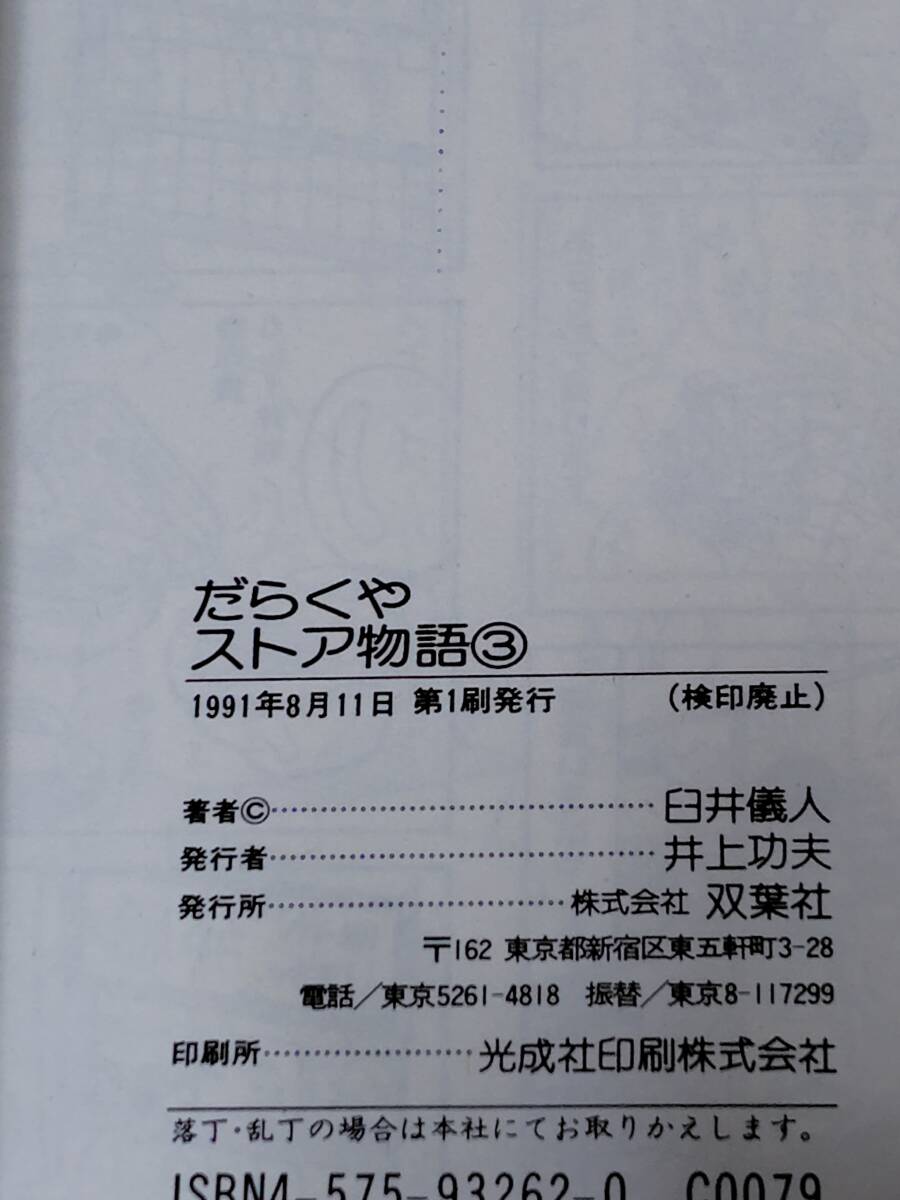 だらくや
ストア物語③
1991年8月11日 第1刷発行 (検印廃止)
著者©……………………………臼井儀人
発行者……………………………井上功夫
発行所……………………株式会社 双葉社
〒162 東京都新宿区東五軒町3-28
電話/東京5261-4818 振替/東京8-117299
印刷所………………光成社印刷株式会社
落丁・乱丁の場合は本社にてお取りかえします。
ISBN4-575-93262-0 C0079